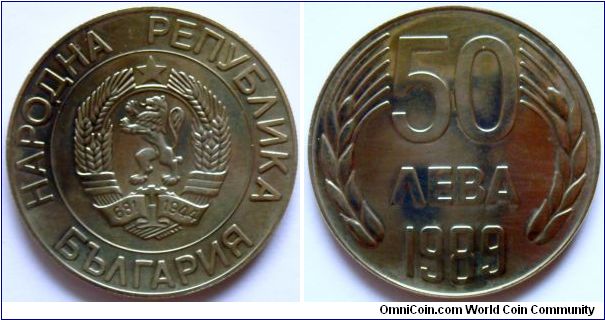 НАРОДНА РЕПУБЛИКА
БЪЛГАРИЯ
681 1944
50
ЛЕВА
1989
OmniCoin.com World Coin Community